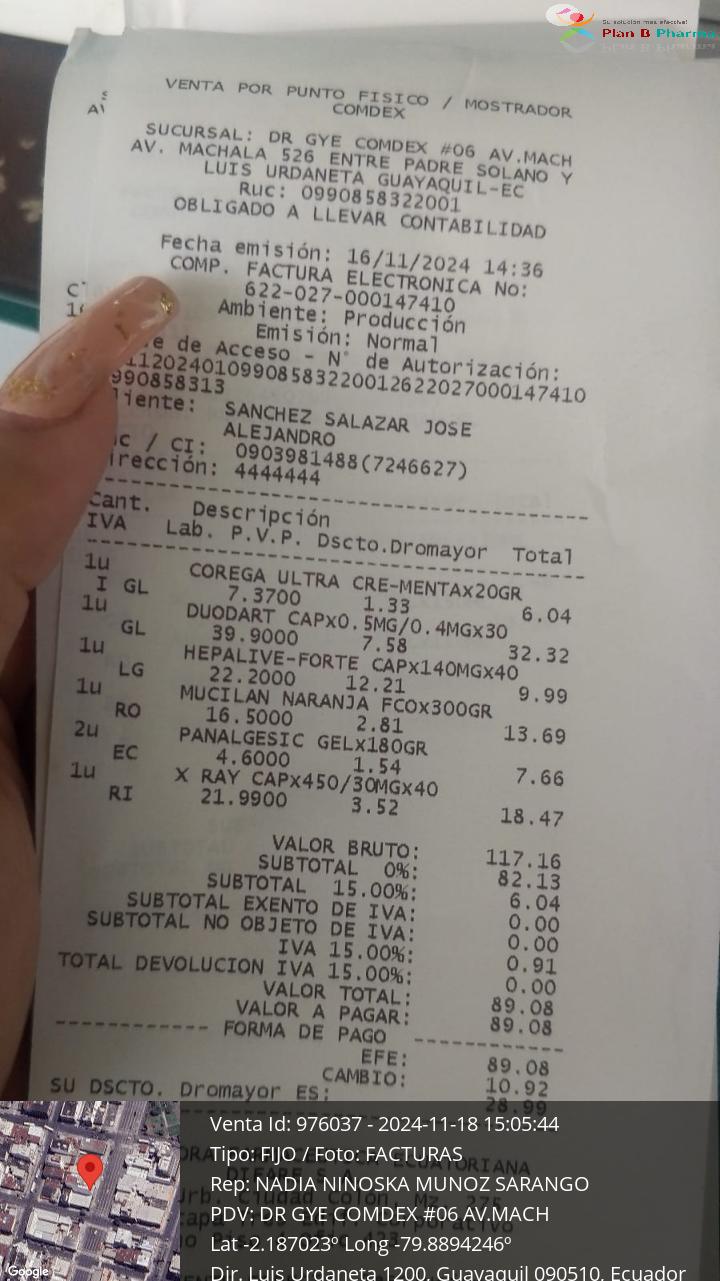 Su solución más efectiva!
Plan B Pharma
VENTA POR PUNTO FISICO / MOSTRADOR
COMDEX
SUCURSAL: DR GYE COMDEX #06 AV.MACH
AV. MACHALA 526 ENTRE PADRE SOLANO Y
LUIS URDANETA GUAYAQUIL-EC
Ruc: 0990858322001
OBLIGADO A LLEVAR CONTABILIDAD
Fecha emisión: 16/11/2024 14:36
COMP. FACTURA ELECTRONICA No:
622-027-000147410
Ambiente: Producción
Emisión: Normal
e de Acceso - N° de Autorización:
1120240109908583220012622027000147410
990858313
liente: SANCHEZ SALAZAR JOSE
ALEJANDRO
uc / CI: 0903981488(7246627)
irección: 4444444
Cant. Descripción
IVA Lab. P.V.P. Dscto.Dromayor Total
1u COREGA ULTRA CRE-MENTAx20GR
I GL 7.3700 1.33 6.04
1u DUODART CAPx0.5MG/0.4MGx30
GL 39.9000 7.58 32.32
1u HEPALIVE-FORTE CAPx140MGx40
LG 22.2000 12.21 9.99
1u MUCILAN NARANJA FCOx300GR
RO 16.5000 2.81 13.69
2u PANALGESIC GELx180GR
EC 4.6000 1.54 7.66
1u X RAY CAPx450/30MGx40
RI 21.9900 3.52 18.47
VALOR BRUTO: 117.16
SUBTOTAL 0%: 82.13
SUBTOTAL 15.00%: 6.04
SUBTOTAL EXENTO DE IVA: 0.00
SUBTOTAL NO OBJETO DE IVA: 0.00
IVA 15.00%: 0.91
TOTAL DEVOLUCION IVA 15.00%: 0.00
VALOR TOTAL: 89.08
VALOR A PAGAR: 89.08
------------ FORMA DE PAGO ------------
EFE: 89.08
CAMBIO: 10.92
SU DSCTO. Dromayor ES: 28.99
Venta Id: 976037 - 2024-11-18 15:05:44
Tipo: FIJO / Foto: FACTURAS
Rep: NADIA NIÑOSKA MUNOZ SARANGO
PDV: DR GYE COMDEX #06 AV.MACH
Lat -2.187023º Long -79.8894246º
Dir. Luis Urdaneta 1200, Guayaquil 090510, Ecuador
Google